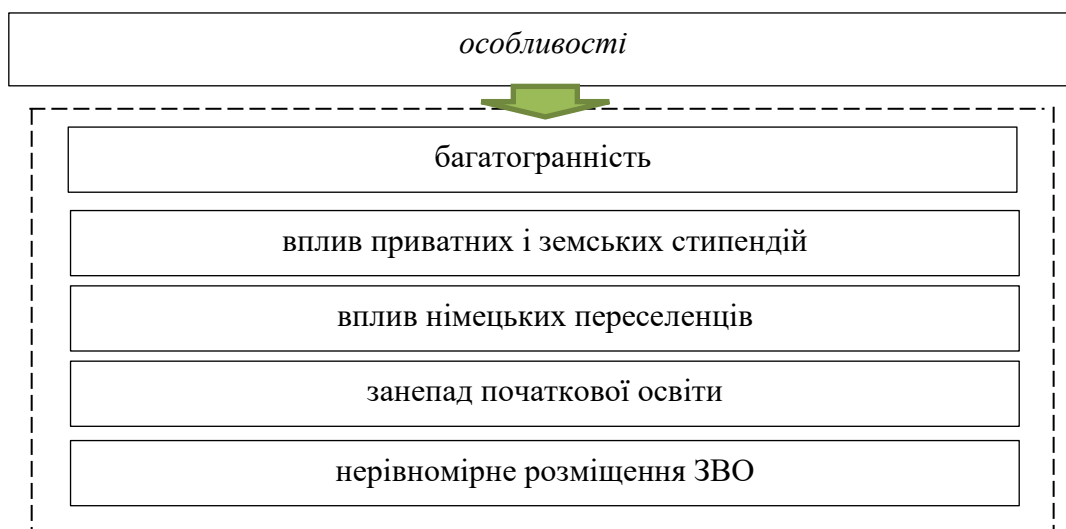 особливості
багатогранність
вплив приватних і земських стипендій
вплив німецьких переселенців
занепад початкової освіти
нерівномірне розміщення ЗВО